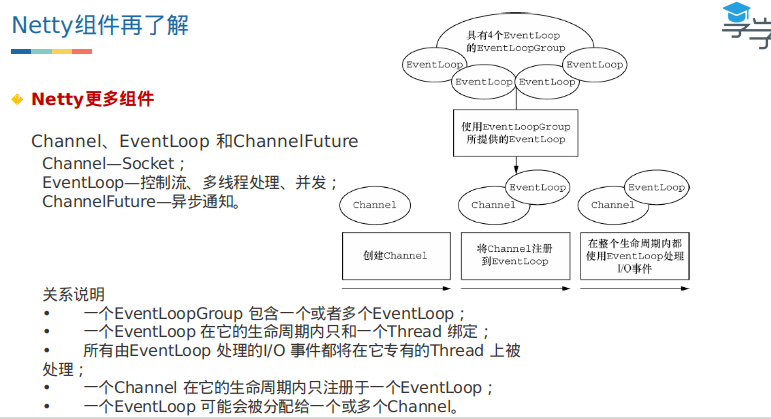 Netty组件再了解
Netty更多组件
Channel、EventLoop 和ChannelFuture
Channel—Socket；
EventLoop—控制流、多线程处理、并发；
ChannelFuture—异步通知。
具有4个EventLoop
的EventLoopGroup
EventLoop
EventLoop
EventLoop
EventLoop
使用EventLoopGroup
所提供的EventLoop
Channel
Channel
EventLoop
Channel
EventLoop
创建Channel
将Channel注册
到EventLoop
在整个生命周期内都
使用EventLoop处理
I/O事件
关系说明
• 一个EventLoopGroup 包含一个或者多个EventLoop；
• 一个EventLoop 在它的生命周期内只和一个Thread 绑定；
• 所有由EventLoop 处理的I/O 事件都将在它专有的Thread 上被
处理；
• 一个Channel 在它的生命周期内只注册于一个EventLoop；
• 一个EventLoop 可能会被分配给一个或多个Channel。